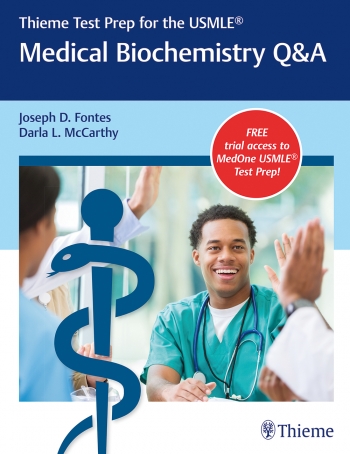 Thieme Test Prep for the USMLE®
Medical Biochemistry Q&A
Joseph D. Fontes
Darla L. McCarthy
FREE
trial access to
MedOne USMLE®
Test Prep!
Thieme